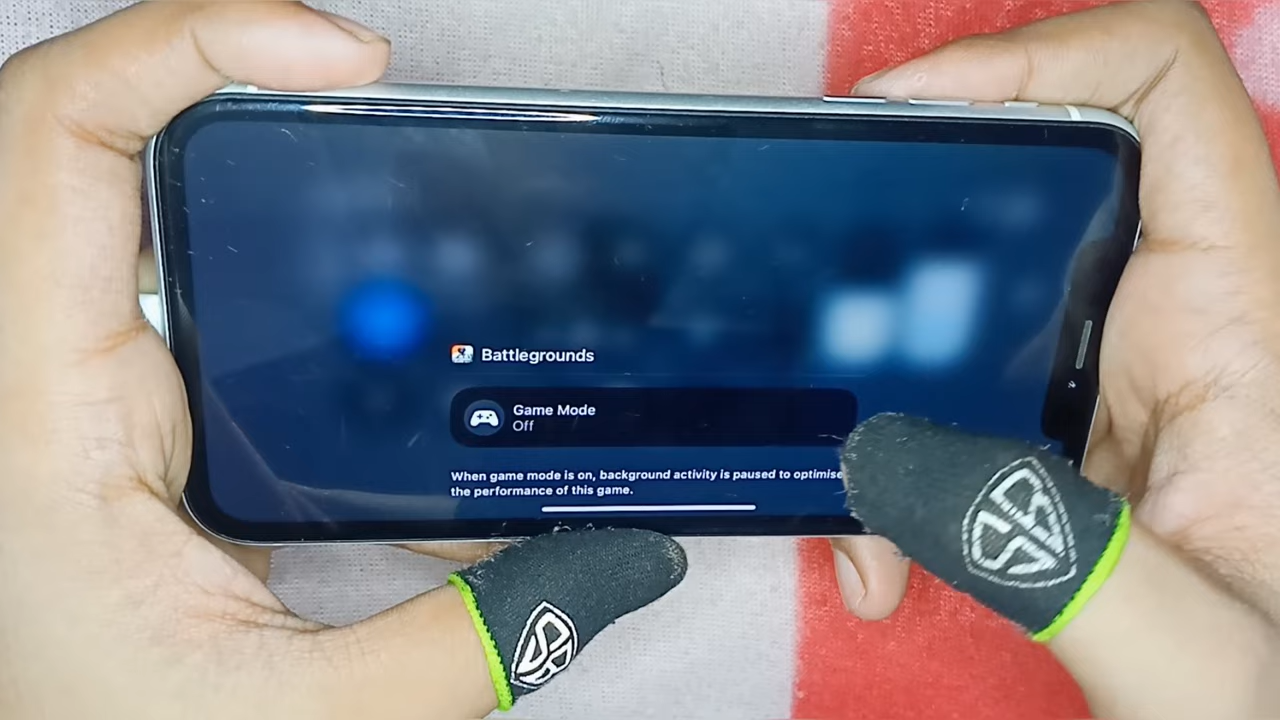 Battlegrounds
Game Mode
Off
When game mode is on, background activity is paused to optimise
the performance of this game.